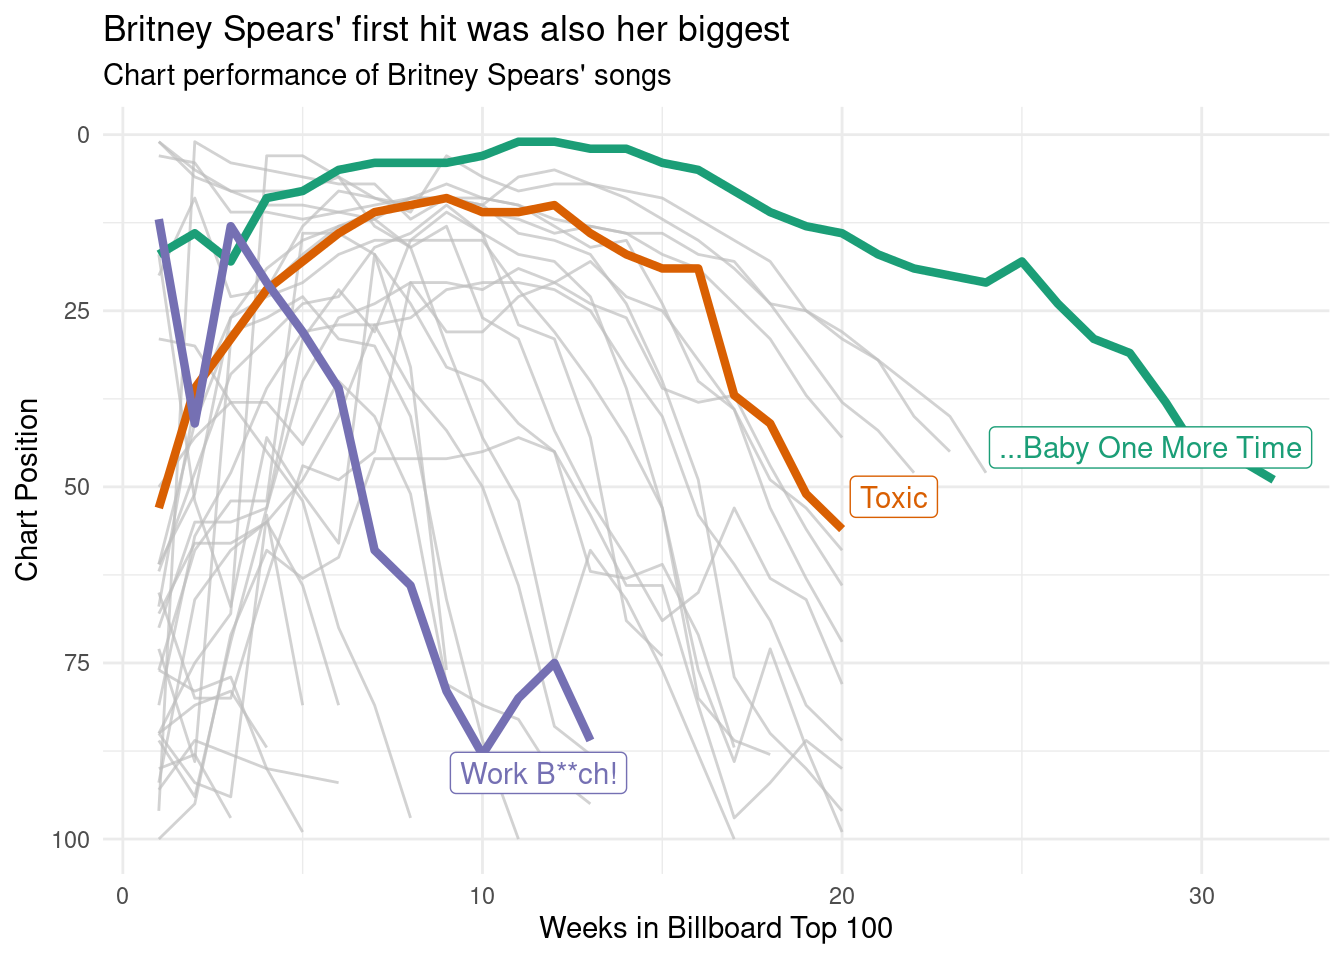 Britney Spears' first hit was also her biggest
Chart performance of Britney Spears' songs
0
25
50
75
100
Chart Position
...Baby One More Time
Toxic
Work B**ch!
0 10 20 30
Weeks in Billboard Top 100